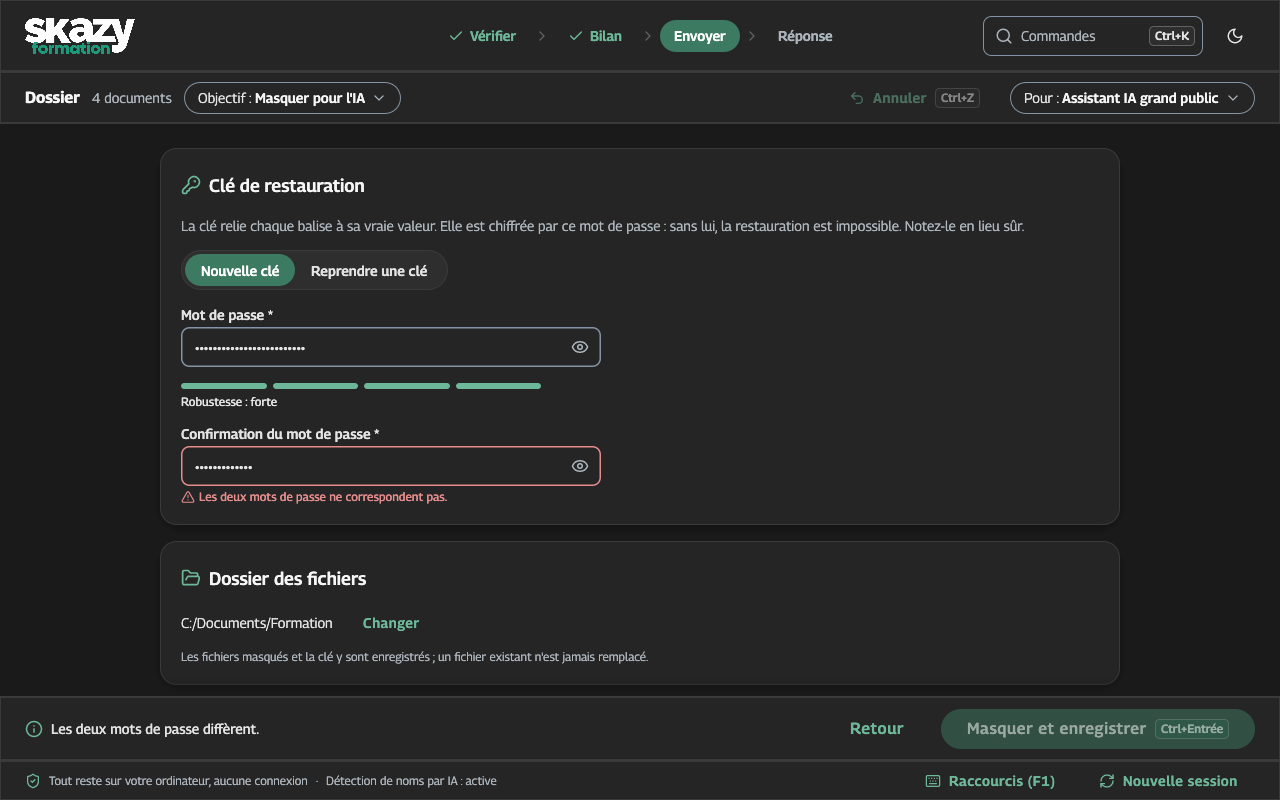 skazy
formation
Vérifier
Bilan
Envoyer
Réponse
Commandes
Ctrl+K
Dossier
4 documents
Objectif : Masquer pour l'IA
Annuler
Ctrl+Z
Pour : Assistant IA grand public
Clé de restauration
La clé relie chaque balise à sa vraie valeur. Elle est chiffrée par ce mot de passe : sans lui, la restauration est impossible. Notez-le en lieu sûr.
Nouvelle clé
Reprendre une clé
Mot de passe *
•••••••••••••••••••••••••
Robustesse : forte
Confirmation du mot de passe *
•••••••••••••
Les deux mots de passe ne correspondent pas.
Dossier des fichiers
C:/Documents/Formation
Changer
Les fichiers masqués et la clé y sont enregistrés ; un fichier existant n'est jamais remplacé.
Les deux mots de passe diffèrent.
Retour
Masquer et enregistrer
Ctrl+Entrée
Tout reste sur votre ordinateur, aucune connexion · Détection de noms par IA : active
Raccourcis (F1)
Nouvelle session